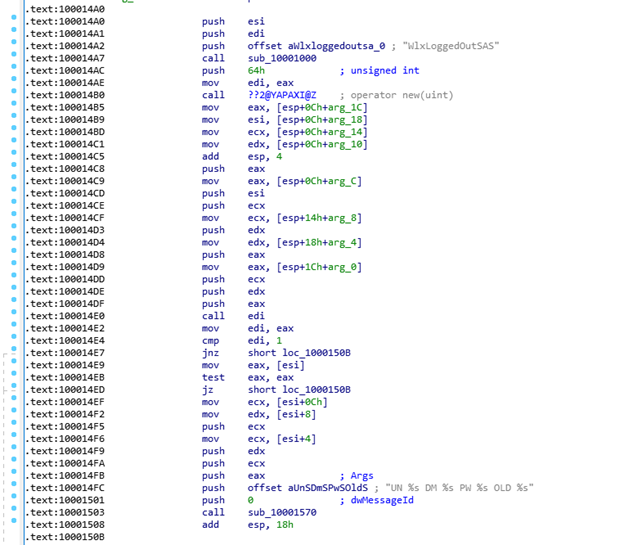 .text:100014A0
.text:100014A0 push esi
.text:100014A1 push edi
.text:100014A2 push offset aWlxloggedoutsa_0 ; "WlxLoggedOutSAS"
.text:100014A7 call sub_10001000
.text:100014AC push 64h ; unsigned int
.text:100014AE mov edi, eax
.text:100014B0 call ??2@YAPAXI@Z ; operator new(uint)
.text:100014B5 mov eax, [esp+0Ch+arg_1C]
.text:100014B9 mov esi, [esp+0Ch+arg_18]
.text:100014BD mov ecx, [esp+0Ch+arg_14]
.text:100014C1 mov edx, [esp+0Ch+arg_10]
.text:100014C5 add esp, 4
.text:100014C8 push eax
.text:100014C9 mov eax, [esp+0Ch+arg_C]
.text:100014CD push esi
.text:100014CE push ecx
.text:100014CF mov ecx, [esp+14h+arg_8]
.text:100014D3 push edx
.text:100014D4 mov edx, [esp+18h+arg_4]
.text:100014D8 push eax
.text:100014D9 mov eax, [esp+1Ch+arg_0]
.text:100014DD push ecx
.text:100014DE push edx
.text:100014DF push eax
.text:100014E0 call edi
.text:100014E2 mov edi, eax
.text:100014E4 cmp edi, 1
.text:100014E7 jnz short loc_1000150B
.text:100014E9 mov eax, [esi]
.text:100014EB test eax, eax
.text:100014ED jz short loc_1000150B
.text:100014EF mov ecx, [esi+0Ch]
.text:100014F2 mov edx, [esi+8]
.text:100014F5 push ecx
.text:100014F6 mov ecx, [esi+4]
.text:100014F9 push edx
.text:100014FA push ecx
.text:100014FB push eax ; Args
.text:100014FC push offset aUnSDmSPwSOldS ; "UN %s DM %s PW %s OLD %s"
.text:10001501 push 0 ; dwMessageId
.text:10001503 call sub_10001570
.text:10001508 add esp, 18h
.text:1000150B